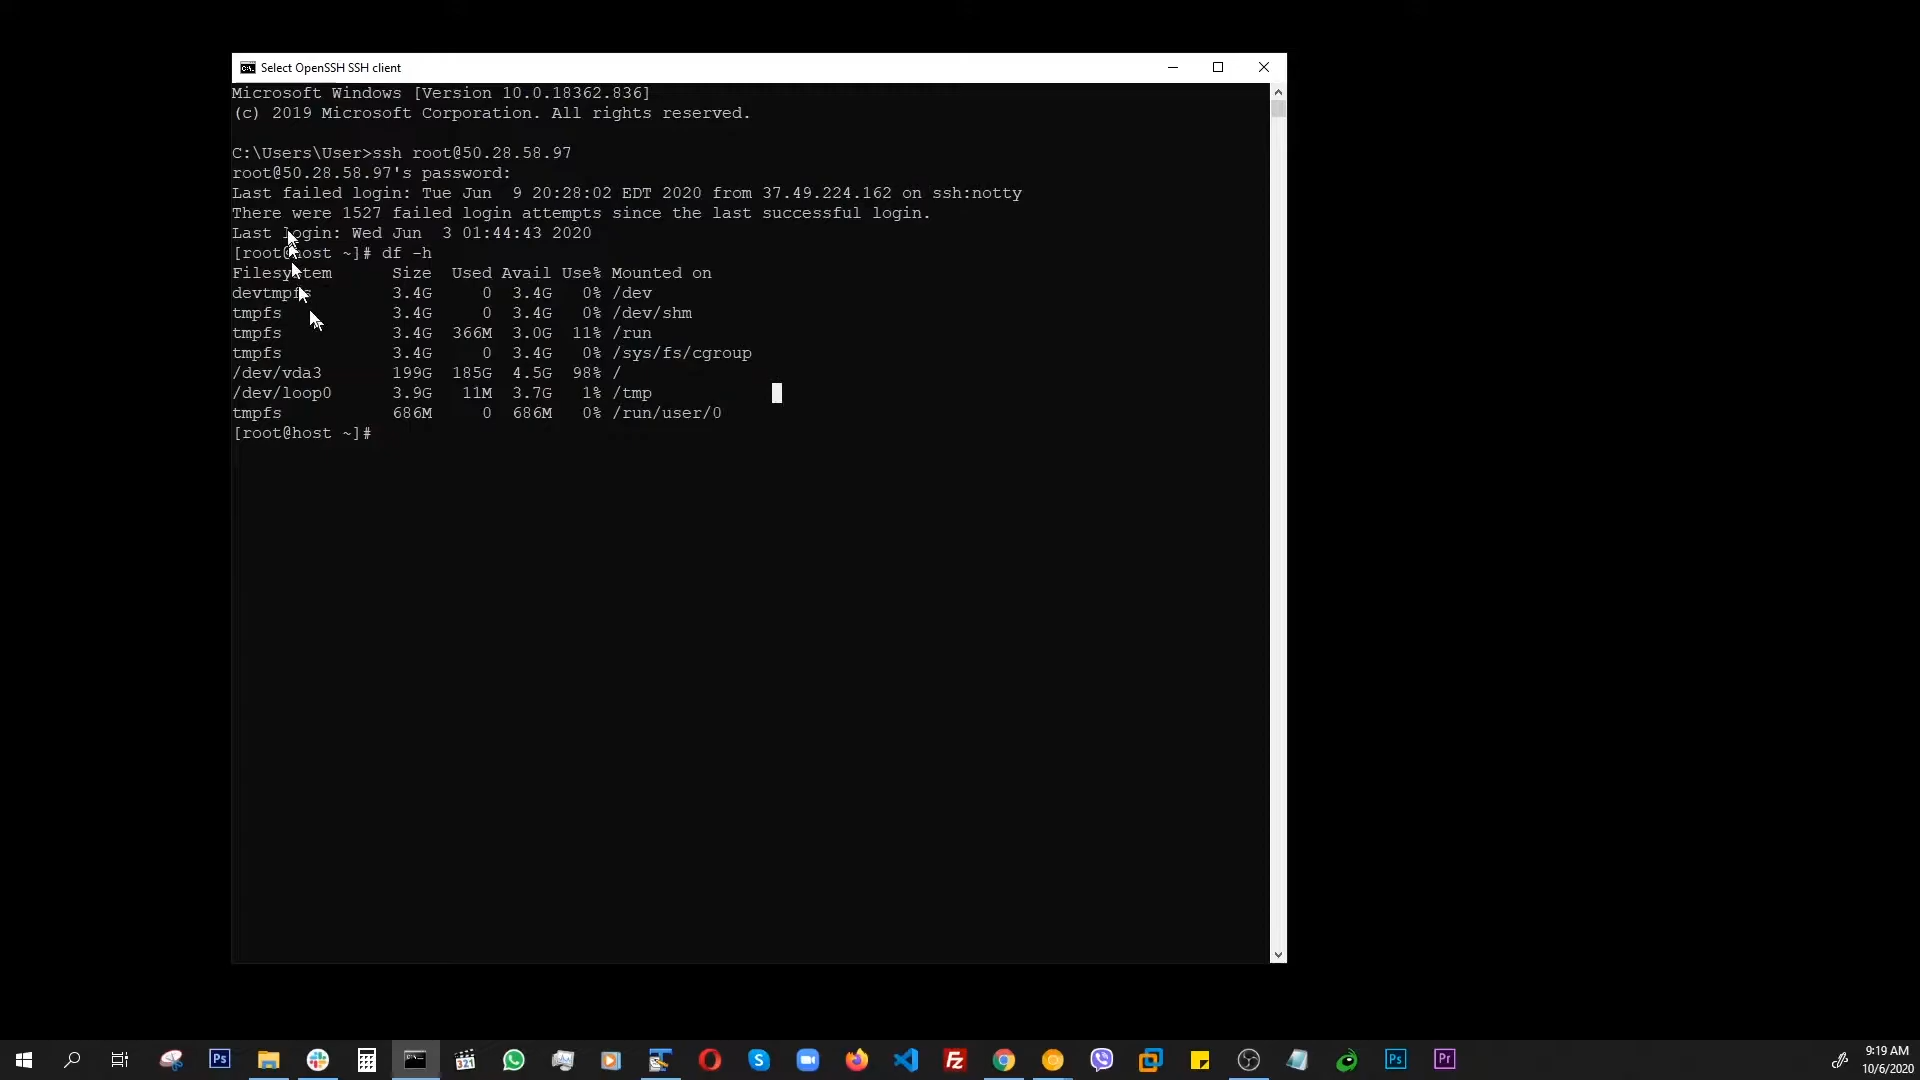 Select OpenSSH SSH client
Microsoft Windows [Version 10.0.18362.836]
(c) 2019 Microsoft Corporation. All rights reserved.
C:\Users\User>ssh root@50.28.58.97
root@50.28.58.97's password:
Last failed login: Tue Jun  9 20:28:02 EDT 2020 from 37.49.224.162 on ssh:notty
There were 1527 failed login attempts since the last successful login.
Last login: Wed Jun  3 01:44:43 2020
[root@host ~]# df -h
Filesystem      Size  Used Avail Use% Mounted on
devtmpfs        3.4G     0  3.4G   0% /dev
tmpfs           3.4G     0  3.4G   0% /dev/shm
tmpfs           3.4G  366M  3.0G  11% /run
tmpfs           3.4G     0  3.4G   0% /sys/fs/cgroup
/dev/vda3       199G  185G  4.5G  98% /
/dev/loop0      3.9G   11M  3.7G   1% /tmp
tmpfs           686M     0  686M   0% /run/user/0
[root@host ~]#
Ps
321
Fz
Ps
Pr
9:19 AM
10/6/2020